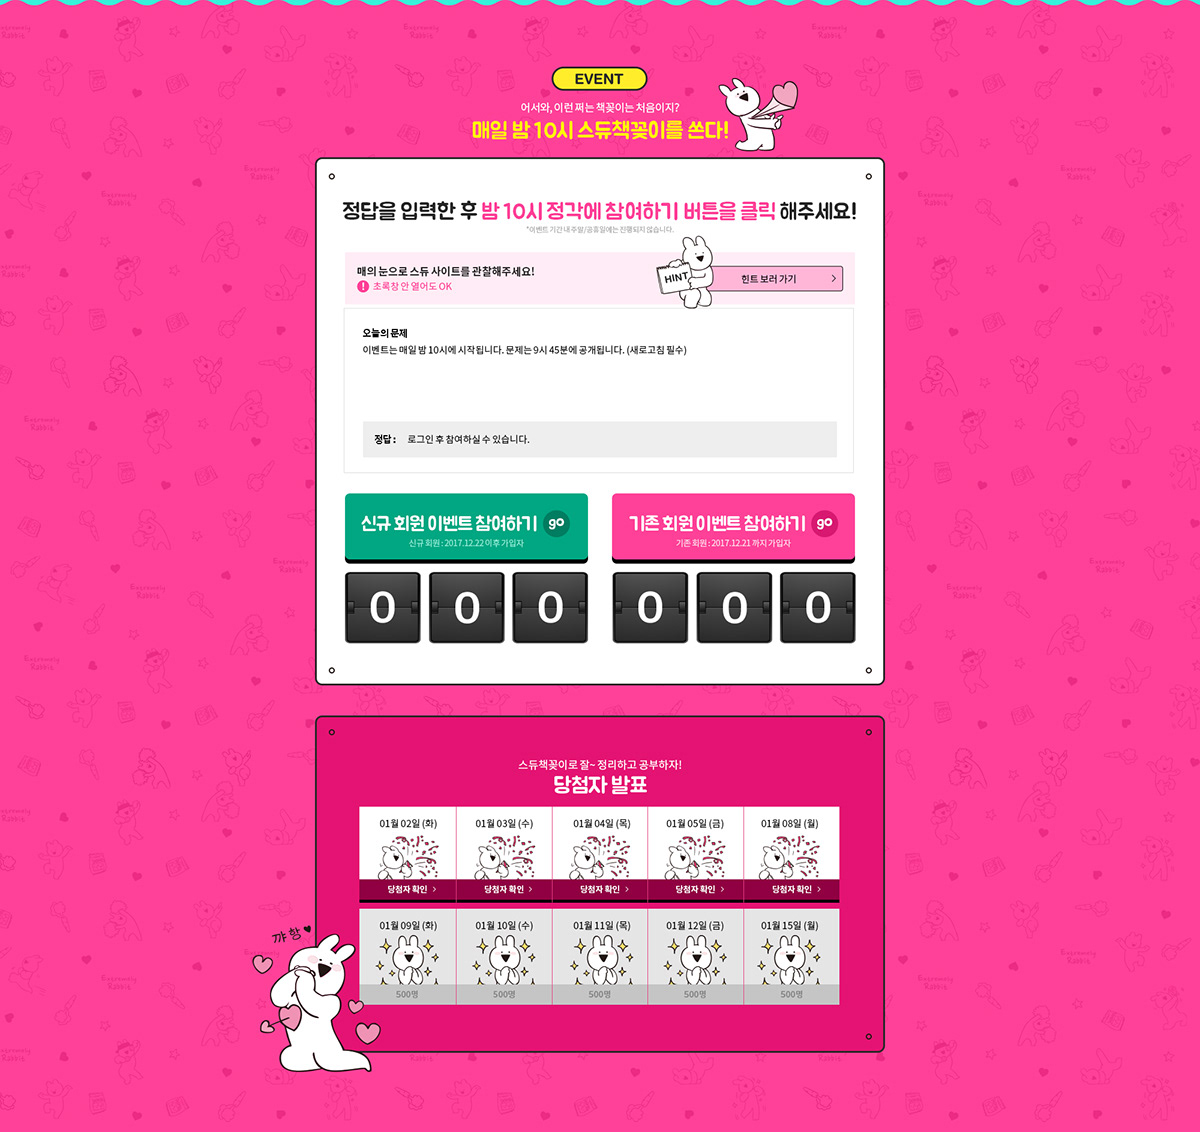 EVENT
어서와, 이런 쩌는 책꽂이는 처음이지?
매일 밤 10시 스듀책꽂이를 쏜다!
정답을 입력한 후 밤 10시 정각에 참여하기 버튼을 클릭 해주세요!
*이벤트 기간 내 주말/공휴일에는 진행되지 않습니다.
매의 눈으로 스듀 사이트를 관찰해주세요!
! 초록창 안 열어도 OK
HINT
힌트 보러 가기 >
오늘의 문제
이벤트는 매일 밤 10시에 시작됩니다. 문제는 9시 45분에 공개됩니다. (새로고침 필수)
정답 : 로그인 후 참여하실 수 있습니다.
신규 회원 이벤트 참여하기 go
신규 회원 : 2017.12.22 이후 가입자
기존 회원 이벤트 참여하기 go
기존 회원 : 2017.12.21 까지 가입자
0 0 0 0 0 0
스듀책꽂이로 잘~ 정리하고 공부하자!
당첨자 발표
01월 02일 (화) 01월 03일 (수) 01월 04일 (목) 01월 05일 (금) 01월 08일 (월)
당첨자 확인 > 당첨자 확인 > 당첨자 확인 > 당첨자 확인 > 당첨자 확인 >
01월 09일 (화) 01월 10일 (수) 01월 11일 (목) 01월 12일 (금) 01월 15일 (월)
500명 500명 500명 500명 500명
꺄항♥
Extremely
Rabbit